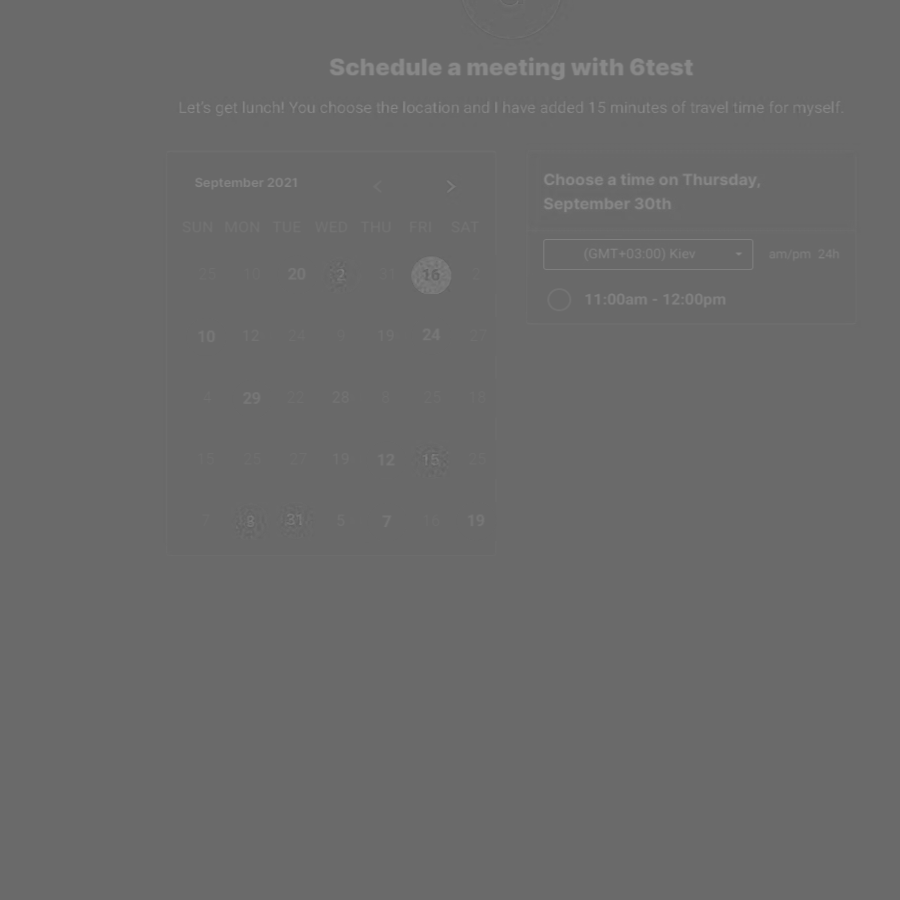 Schedule a meeting with 6test
Let's get lunch! You choose the location and I have added 15 minutes of travel time for myself.
September 2021
SUN MON TUE WED THU FRI SAT
25 10 20 2 31 16 2
10 12 24 9 19 24 27
4 29 22 28 8 25 18
15 25 27 19 12 15 25
7 8 31 5 7 16 19
Choose a time on Thursday,
September 30th
(GMT+03:00) Kiev am/pm 24h
11:00am - 12:00pm